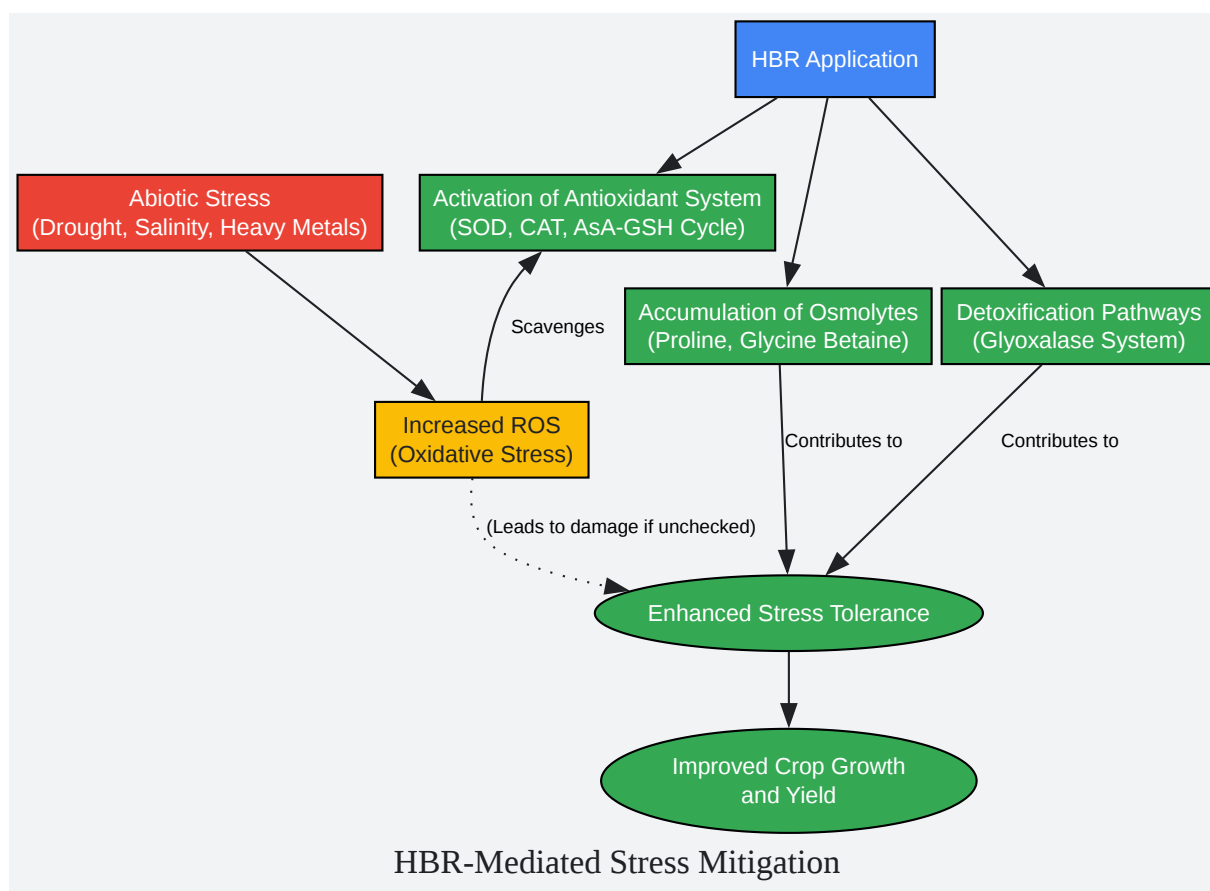 HBR Application
Abiotic Stress
(Drought, Salinity, Heavy Metals)
Activation of Antioxidant System
(SOD, CAT, AsA-GSH Cycle)
Scavenges
Accumulation of Osmolytes
(Proline, Glycine Betaine)
Detoxification Pathways
(Glyoxalase System)
Increased ROS
(Oxidative Stress)
Contributes to
Contributes to
(Leads to damage if unchecked)
Enhanced Stress Tolerance
Improved Crop Growth
and Yield
HBR-Mediated Stress Mitigation